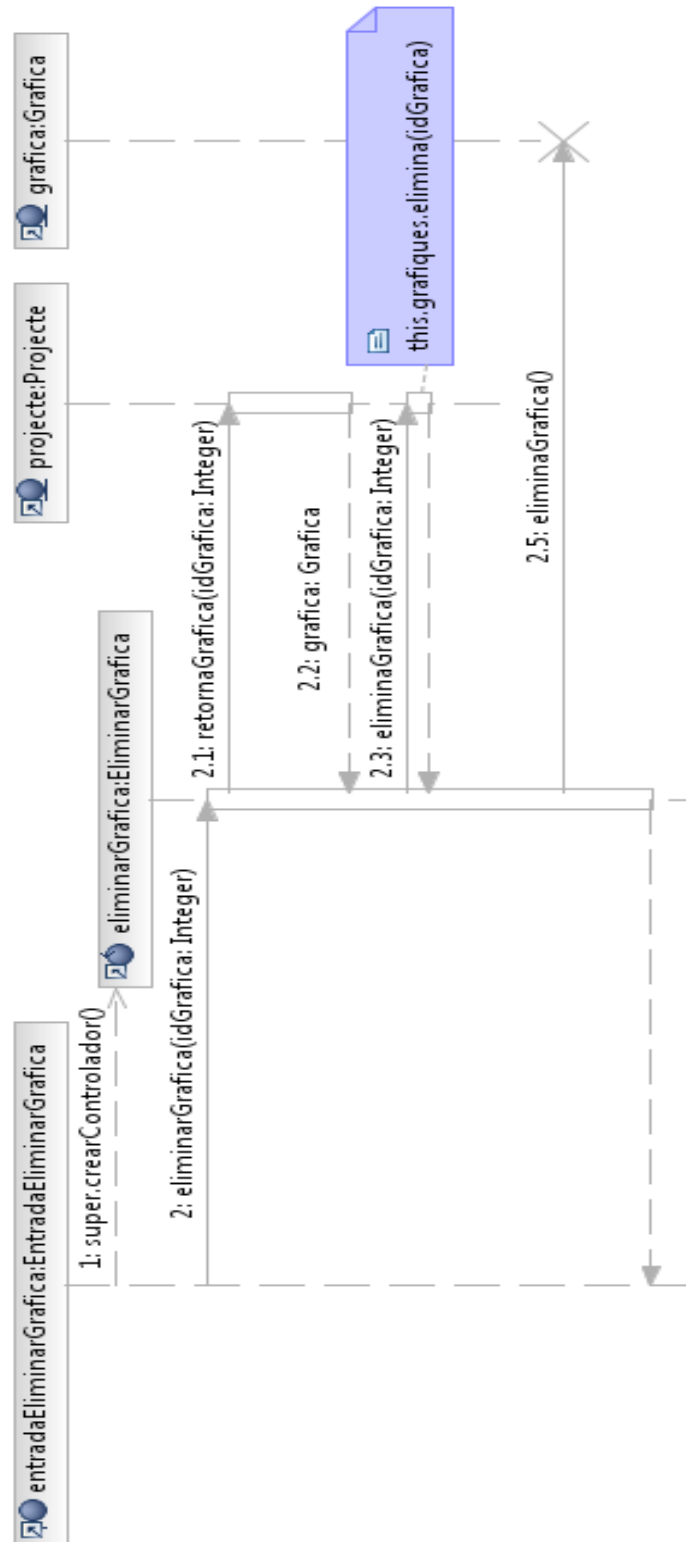 entradaEliminarGrafica:EntradaEliminarGrafica
eliminarGrafica:EliminarGrafica
projecte:Projecte
grafica:Grafica
1: super.crearControlador()
2: eliminarGrafica(idGrafica: Integer)
2.1: retornaGrafica(idGrafica: Integer)
2.2: grafica: Grafica
2.3: eliminaGrafica(idGrafica: Integer)
this.grafiques.elimina(idGrafica)
2.5: eliminaGrafica()